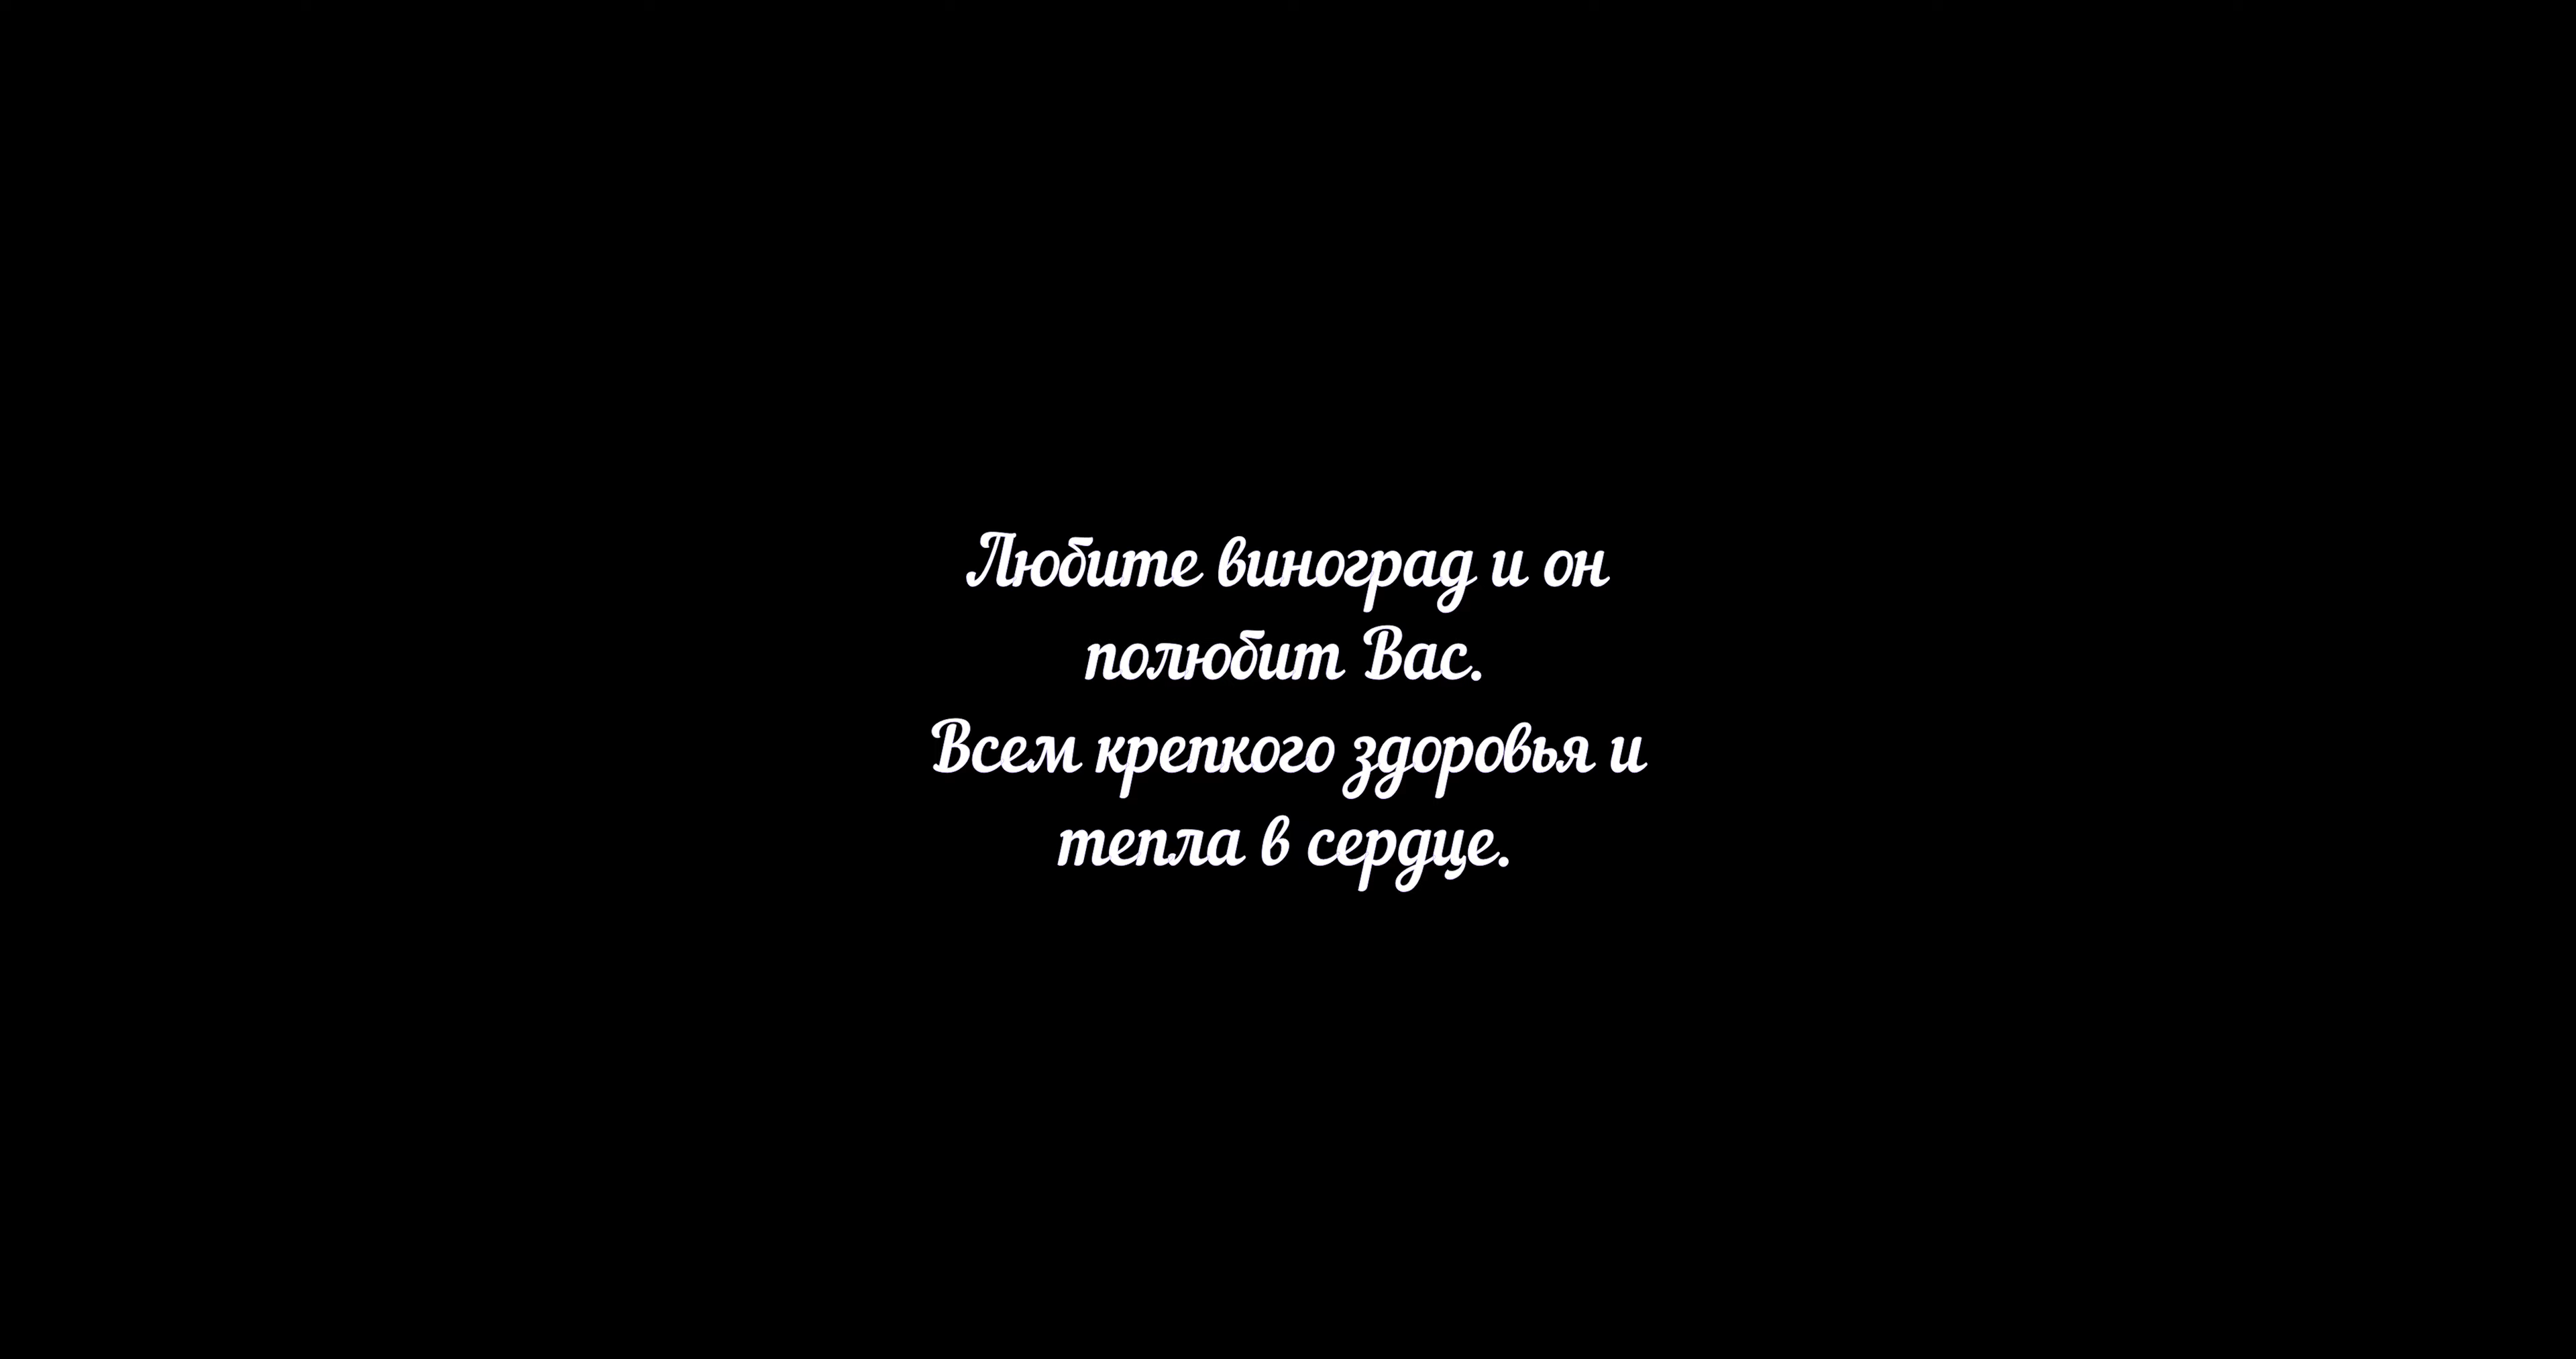 Любите виноград и он
полюбит Вас.
Всем крепкого здоровья и
тепла в сердце.